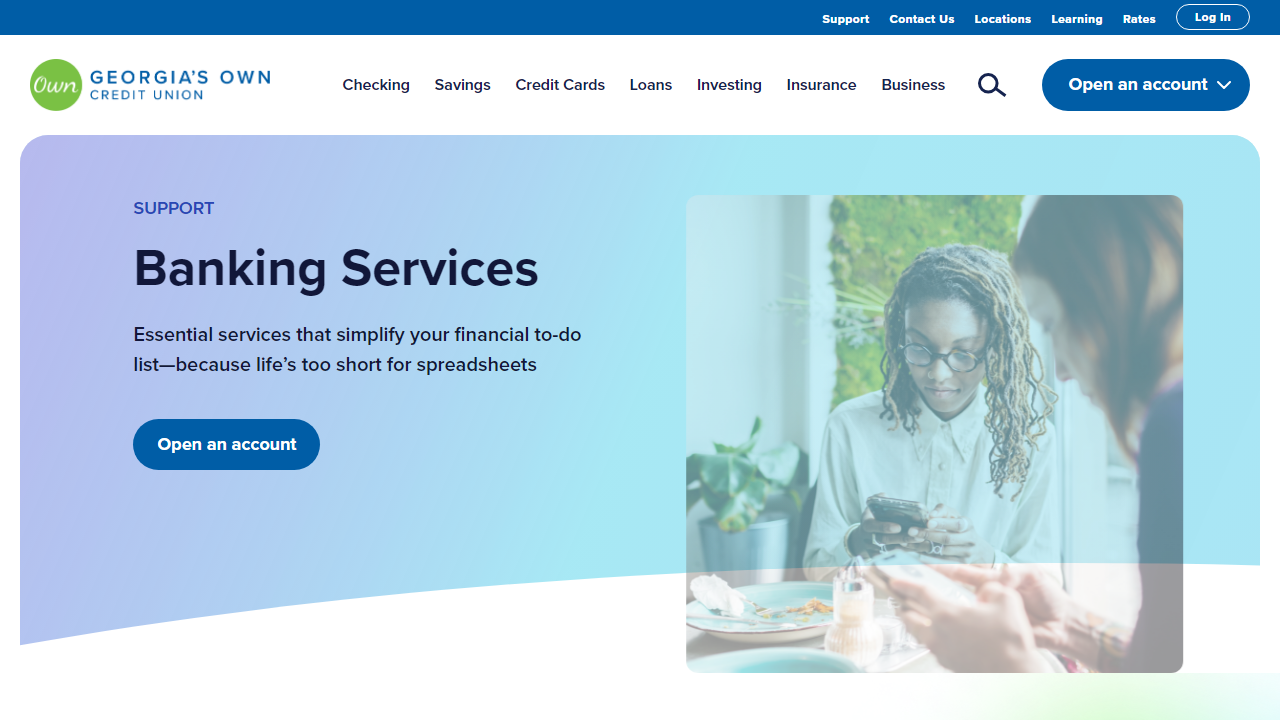 Support Contact Us Locations Learning Rates Log In
Own GEORGIA'S OWN
CREDIT UNION
Checking Savings Credit Cards Loans Investing Insurance Business Open an account
SUPPORT
Banking Services
Essential services that simplify your financial to-do
list—because life’s too short for spreadsheets
Open an account